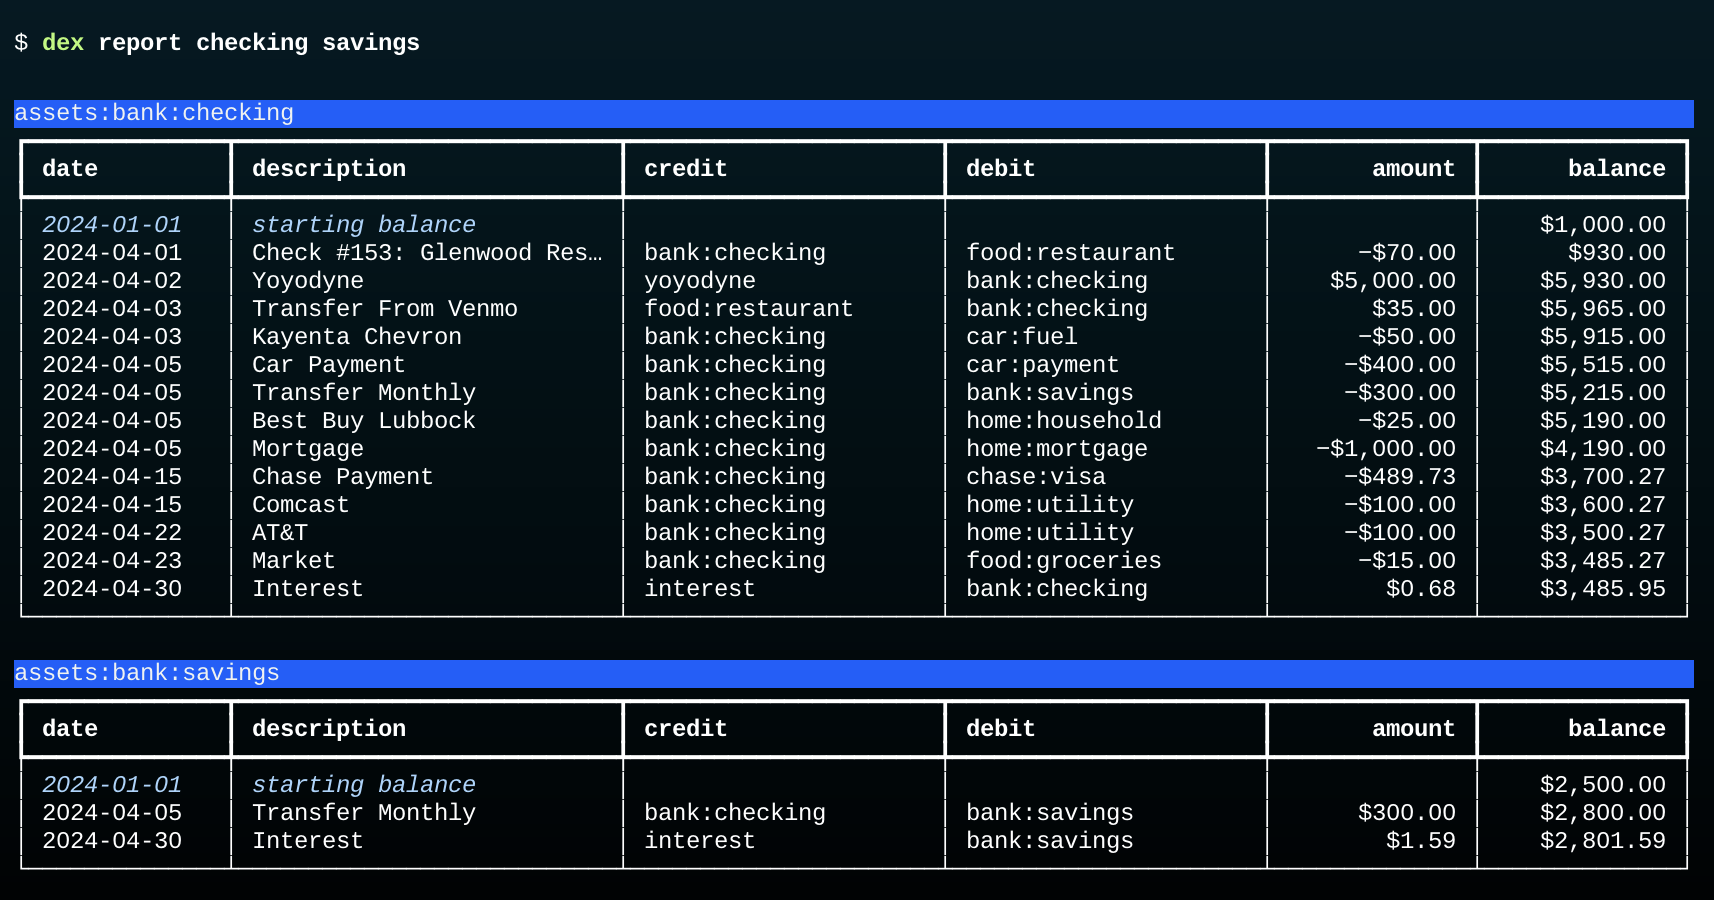 $ dex report checking savings
assets:bank:checking
date description credit debit amount balance
2024-01-01 starting balance $1,000.00
2024-04-01 Check #153: Glenwood Res… bank:checking food:restaurant −$70.00 $930.00
2024-04-02 Yoyodyne yoyodyne bank:checking $5,000.00 $5,930.00
2024-04-03 Transfer From Venmo food:restaurant bank:checking $35.00 $5,965.00
2024-04-03 Kayenta Chevron bank:checking car:fuel −$50.00 $5,915.00
2024-04-05 Car Payment bank:checking car:payment −$400.00 $5,515.00
2024-04-05 Transfer Monthly bank:checking bank:savings −$300.00 $5,215.00
2024-04-05 Best Buy Lubbock bank:checking home:household −$25.00 $5,190.00
2024-04-05 Mortgage bank:checking home:mortgage −$1,000.00 $4,190.00
2024-04-15 Chase Payment bank:checking chase:visa −$489.73 $3,700.27
2024-04-15 Comcast bank:checking home:utility −$100.00 $3,600.27
2024-04-22 AT&T bank:checking home:utility −$100.00 $3,500.27
2024-04-23 Market bank:checking food:groceries −$15.00 $3,485.27
2024-04-30 Interest interest bank:checking $0.68 $3,485.95
assets:bank:savings
date description credit debit amount balance
2024-01-01 starting balance $2,500.00
2024-04-05 Transfer Monthly bank:checking bank:savings $300.00 $2,800.00
2024-04-30 Interest interest bank:savings $1.59 $2,801.59